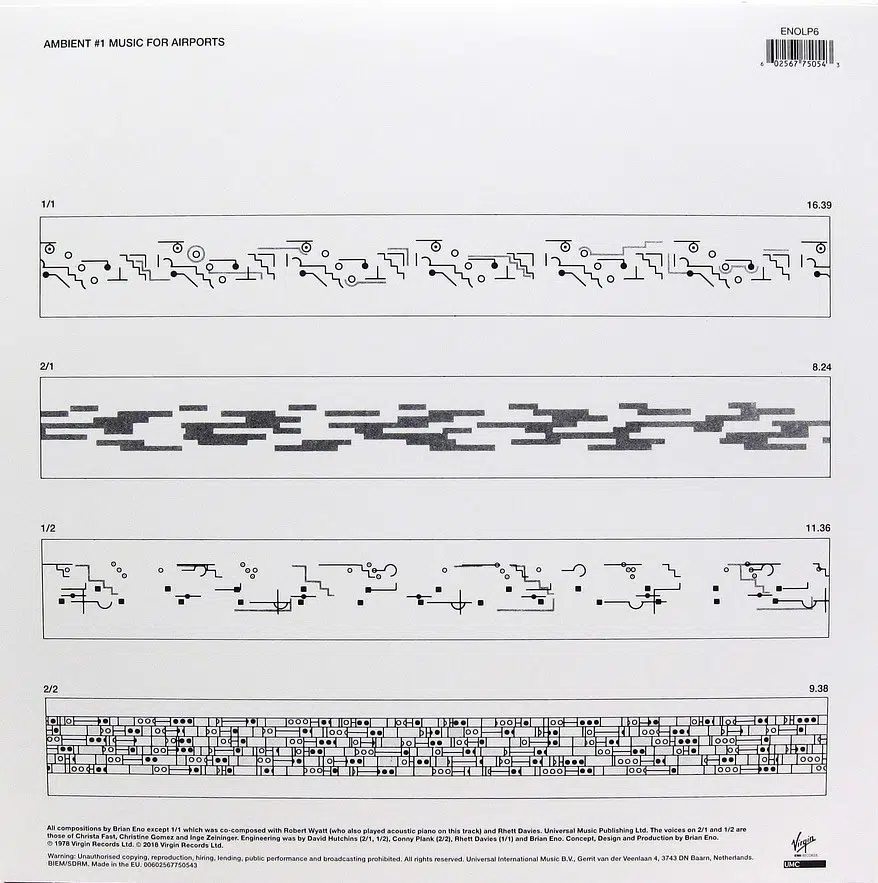 AMBIENT #1 MUSIC FOR AIRPORTS
ENOLP6
6 02567 75054 3
1/1
16.39
2/1
8.24
1/2
11.36
2/2
9.38
All compositions by Brian Eno except 1/1 which was co-composed with Robert Wyatt (who also played acoustic piano on this track) and Rhett Davies. Universal Music Publishing Ltd. The voices on 2/1 and 1/2 are
those of Christa Fast, Christine Gomez and Inge Zeininger. Engineering was by David Hutchins (2/1, 1/2), Conny Plank (2/2), Rhett Davies (1/1) and Brian Eno. Concept, Design and Production by Brian Eno.
℗ 1978 Virgin Records Ltd. © 2018 Virgin Records Ltd.
Warning: Unauthorised copying, reproduction, hiring, lending, public performance and broadcasting prohibited. All rights reserved. Universal International Music B.V., Gerrit van der Veenlaan 4, 3743 DN Baarn, Netherlands.
BIEM/SDRM. Made in the EU. 00602567750543
Virgin
EMI RECORDS
UMC